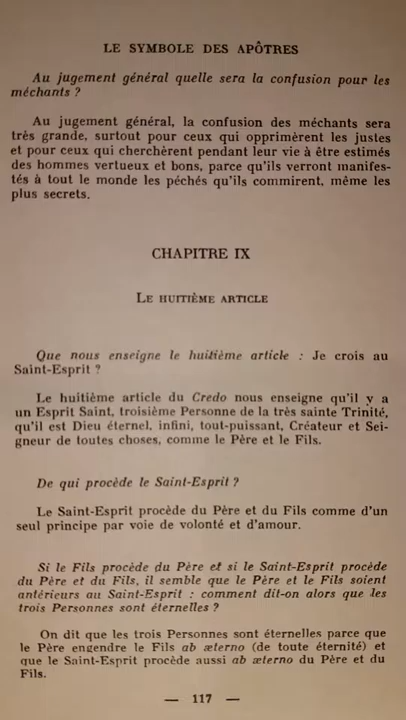 LE SYMBOLE DES APÔTRES
Au jugement général quelle sera la confusion pour les
méchants ?
Au jugement général, la confusion des méchants sera
très grande, surtout pour ceux qui opprimèrent les justes
et pour ceux qui cherchèrent pendant leur vie à être estimés
des hommes vertueux et bons, parce qu'ils verront manifes-
tés à tout le monde les péchés qu'ils commirent, même les
plus secrets.
CHAPITRE IX
LE HUITIÈME ARTICLE
Que nous enseigne le huitième article : Je crois au
Saint-Esprit ?
Le huitième article du Credo nous enseigne qu'il y a
un Esprit Saint, troisième Personne de la très sainte Trinité,
qu'il est Dieu éternel, infini, tout-puissant, Créateur et Sei-
gneur de toutes choses, comme le Père et le Fils.
De qui procède le Saint-Esprit ?
Le Saint-Esprit procède du Père et du Fils comme d'un
seul principe par voie de volonté et d'amour.
Si le Fils procède du Père et si le Saint-Esprit procède
du Père et du Fils, il semble que le Père et le Fils soient
antérieurs au Saint-Esprit : comment dit-on alors que les
trois Personnes sont éternelles ?
On dit que les trois Personnes sont éternelles parce que
le Père engendre le Fils ab æterno (de toute éternité) et
que le Saint-Esprit procède aussi ab æterno du Père et du
Fils.
— 117 —